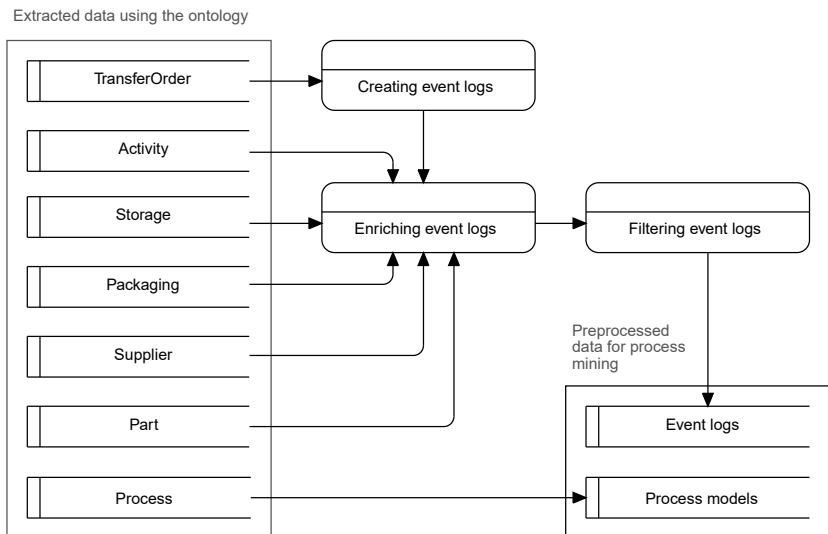 Extracted data using the ontology
TransferOrder
Creating event logs
Activity
Storage
Enriching event logs
Filtering event logs
Packaging
Supplier
Preprocessed
data for process
mining
Part
Event logs
Process
Process models